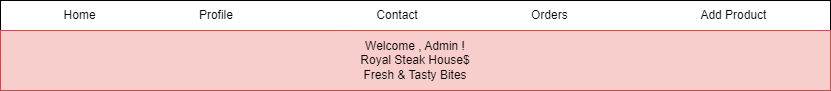 Home Profile Contact Orders Add Product
Welcome , Admin !
Royal Steak House$
Fresh & Tasty Bites